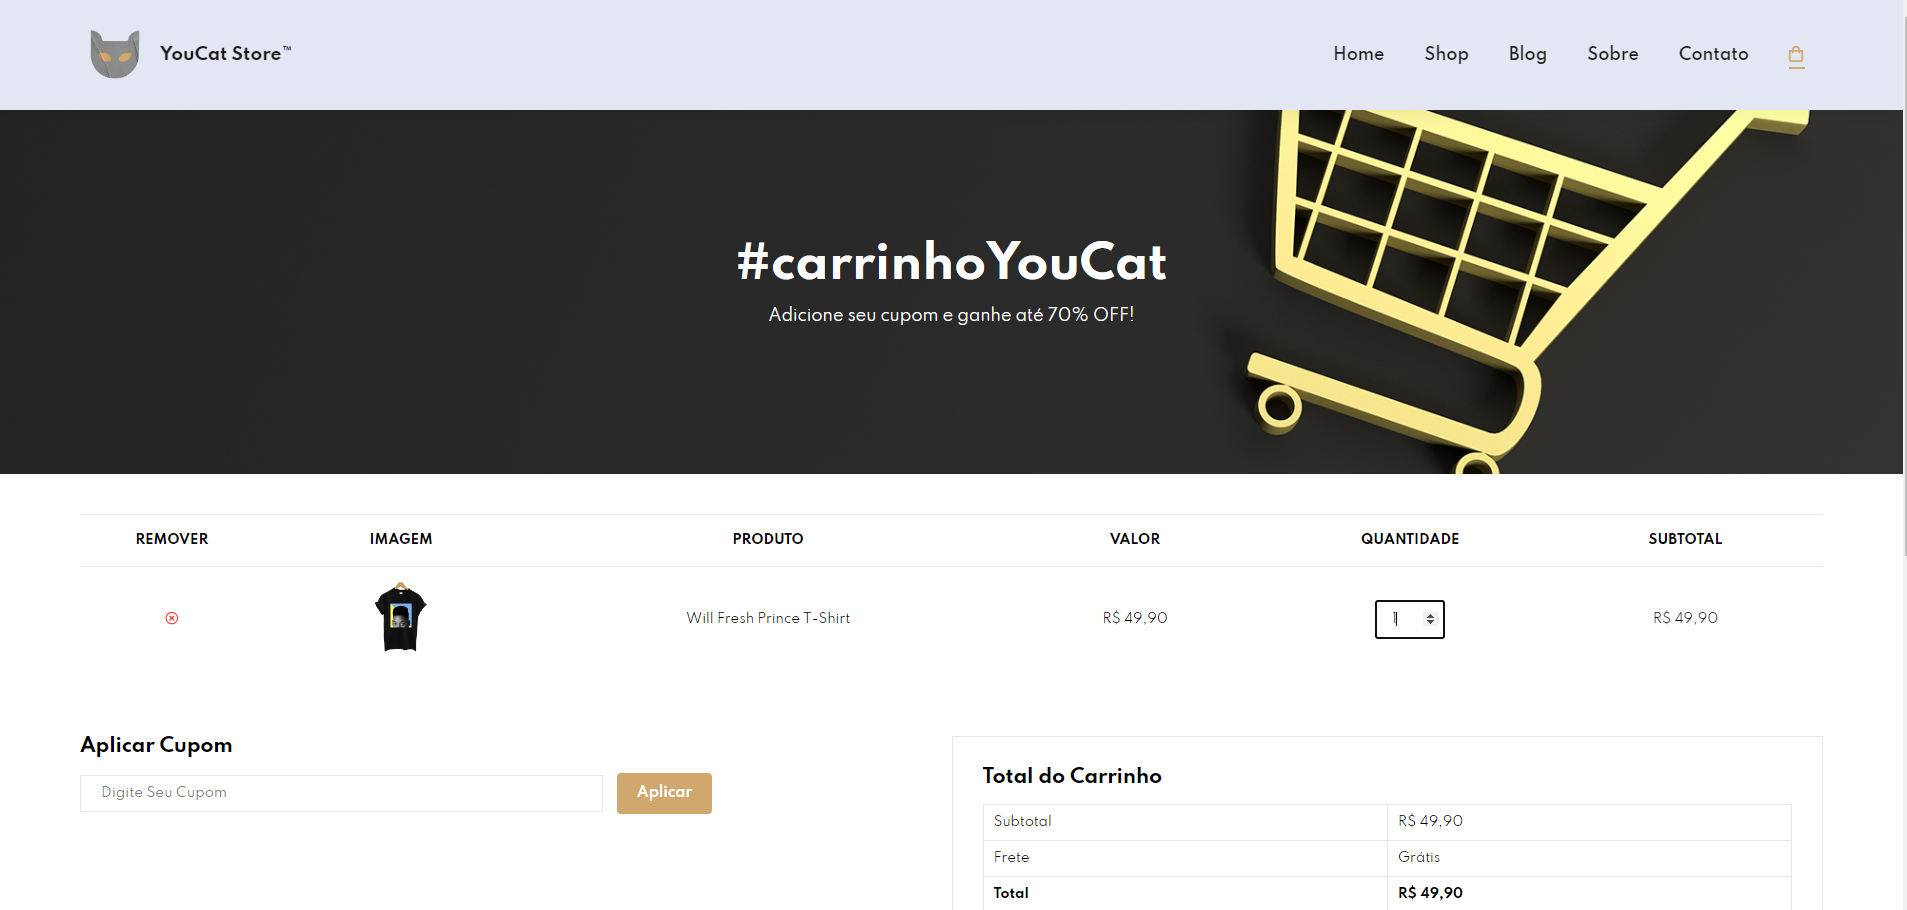 YouCat Store™
Home Shop Blog Sobre Contato
#carrinhoYouCat
Adicione seu cupom e ganhe até 70% OFF!
REMOVER IMAGEM PRODUTO VALOR QUANTIDADE SUBTOTAL
Will Fresh Prince T-Shirt R$ 49,90 1 R$ 49,90
Aplicar Cupom
Digite Seu Cupom Aplicar
Total do Carrinho
Subtotal R$ 49,90
Frete Grátis
Total R$ 49,90